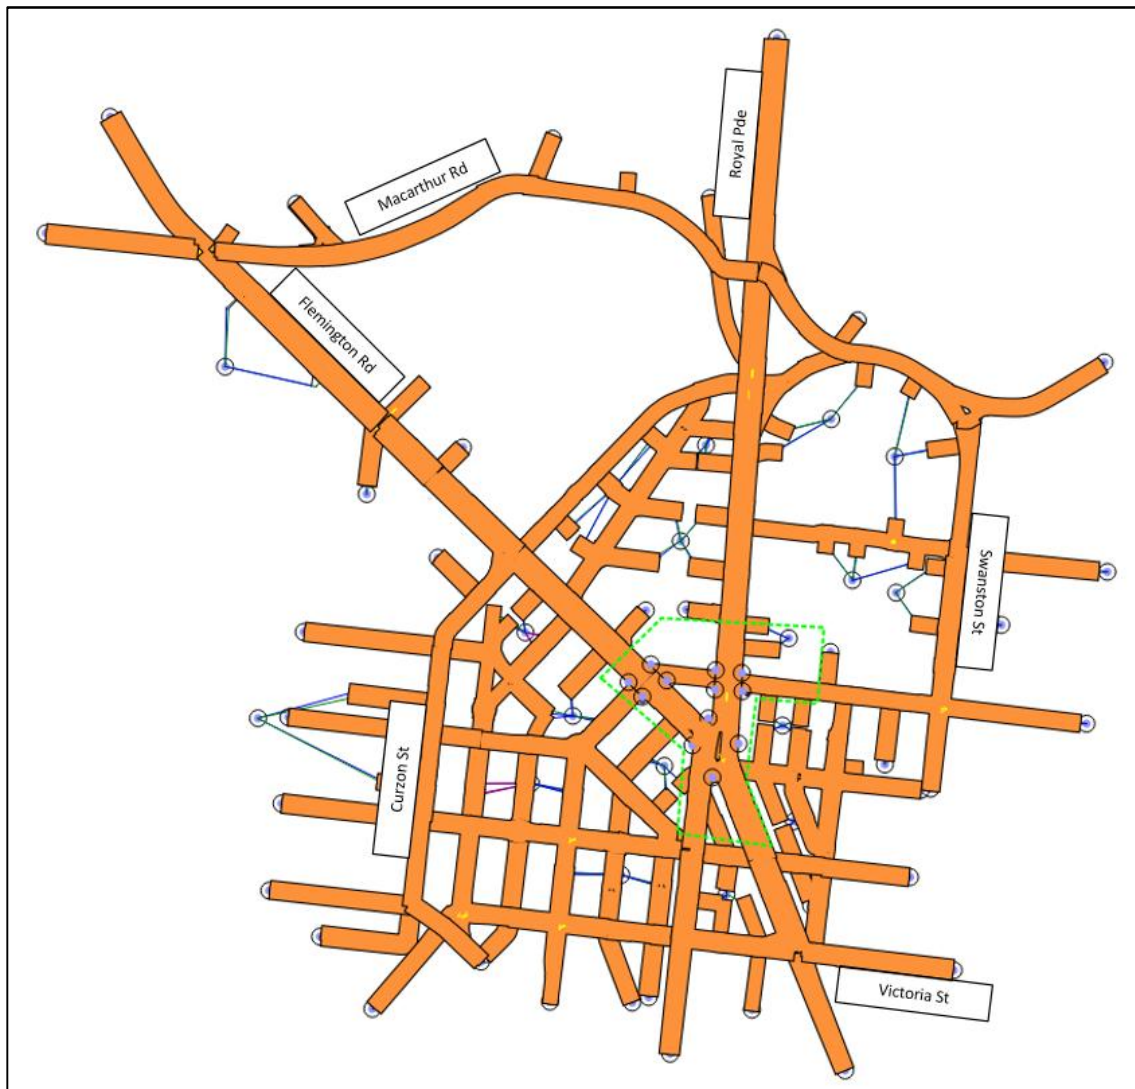 Royal Pde
Macarthur Rd
Flemington Rd
Swanston St
Curzon St
Victoria St